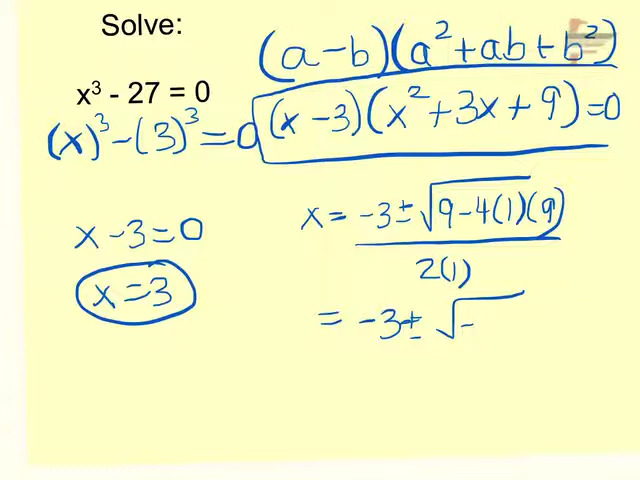 Solve:
(a-b)(a²+ab+b²)
x³ - 27 = 0
(x-3)(x²+3x+9)=0
(x)³-(3)³=0
x-3=0
x=3
x = -3±√9-4(1)(9)
2(1)
= -3±√-